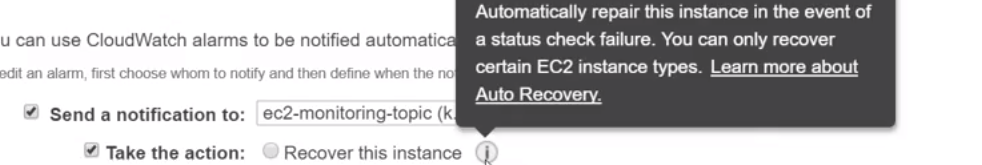 Automatically repair this instance in the event of
a status check failure. You can only recover
certain EC2 instance types. Learn more about
Auto Recovery.
u can use CloudWatch alarms to be notified automatica
edit an alarm, first choose whom to notify and then define when the no
Send a notification to: ec2-monitoring-topic (k.
Take the action: Recover this instance i